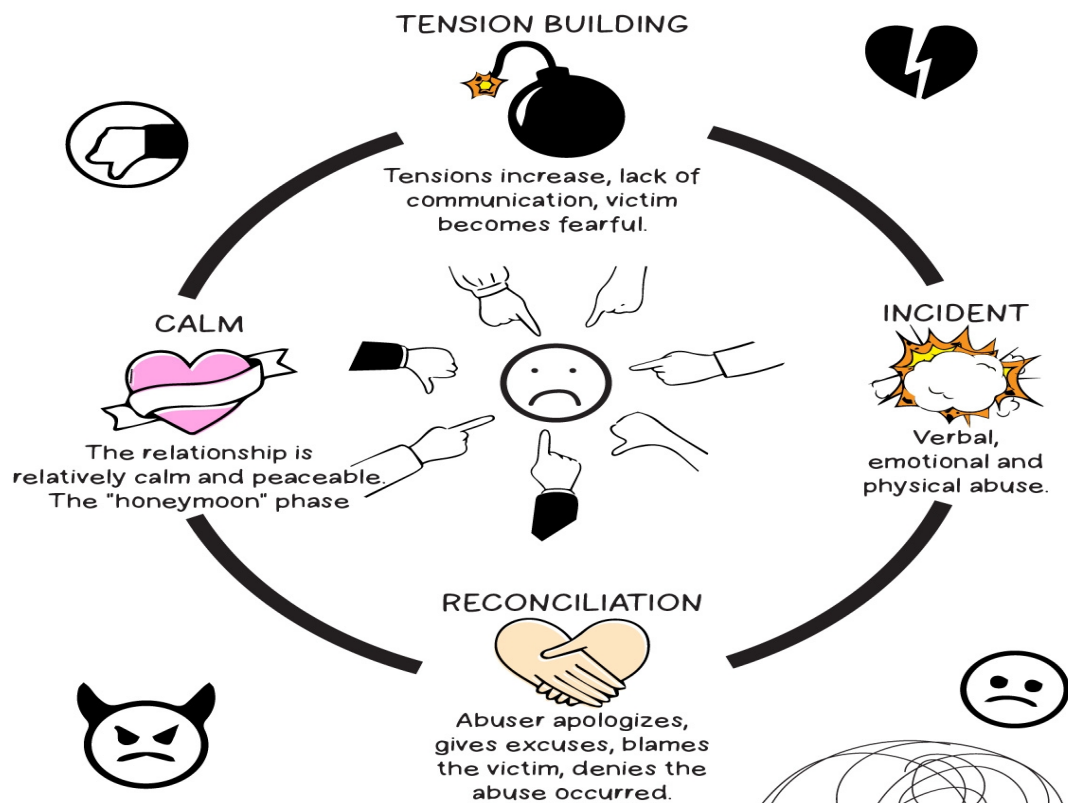 TENSION BUILDING
Tensions increase, lack of
communication, victim
becomes fearful.
INCIDENT
Verbal,
emotional and
physical abuse.
RECONCILIATION
Abuser apologizes,
gives excuses, blames
the victim, denies the
abuse occurred.
CALM
The relationship is
relatively calm and peaceable.
The "honeymoon" phase